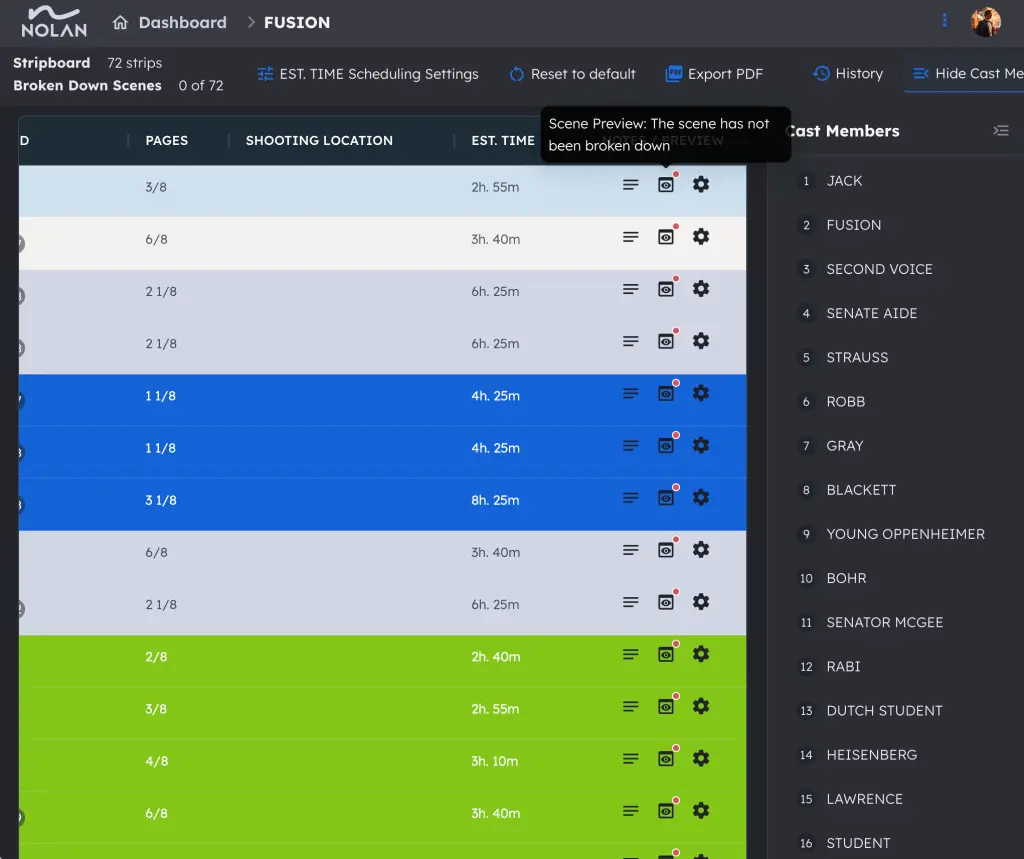 NOLAN
Dashboard
FUSION
Stripboard 72 strips
Broken Down Scenes 0 of 72
EST. TIME Scheduling Settings
Reset to default
Export PDF
History
Hide Cast Me
D PAGES SHOOTING LOCATION EST. TIME
Scene Preview: The scene has not
been broken down
Cast Members
3/8 2h. 55m
6/8 3h. 40m
2 1/8 6h. 25m
2 1/8 6h. 25m
1 1/8 4h. 25m
1 1/8 4h. 25m
3 1/8 8h. 25m
6/8 3h. 40m
2 1/8 6h. 25m
2/8 2h. 40m
3/8 2h. 55m
4/8 3h. 10m
6/8 3h. 40m
1 JACK
2 FUSION
3 SECOND VOICE
4 SENATE AIDE
5 STRAUSS
6 ROBB
7 GRAY
8 BLACKETT
9 YOUNG OPPENHEIMER
10 BOHR
11 SENATOR MCGEE
12 RABI
13 DUTCH STUDENT
14 HEISENBERG
15 LAWRENCE
16 STUDENT